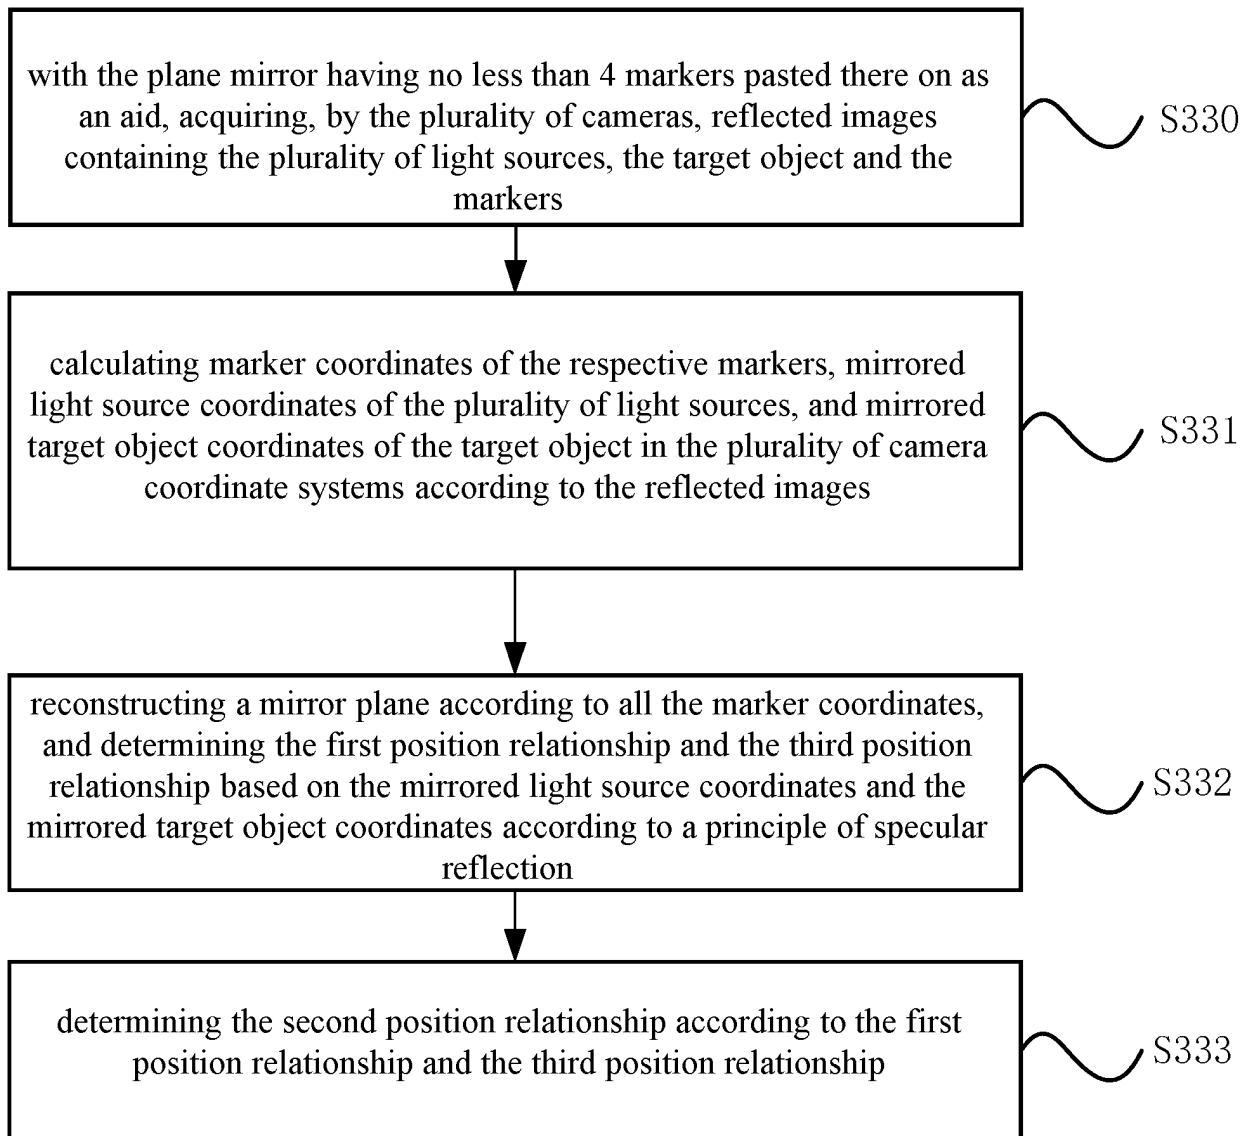 with the plane mirror having no less than 4 markers pasted there on as
an aid, acquiring, by the plurality of cameras, reflected images
containing the plurality of light sources, the target object and the
markers
S330
calculating marker coordinates of the respective markers, mirrored
light source coordinates of the plurality of light sources, and mirrored
target object coordinates of the target object in the plurality of camera
coordinate systems according to the reflected images
S331
reconstructing a mirror plane according to all the marker coordinates,
and determining the first position relationship and the third position
relationship based on the mirrored light source coordinates and the
mirrored target object coordinates according to a principle of specular
reflection
S332
determining the second position relationship according to the first
position relationship and the third position relationship
S333